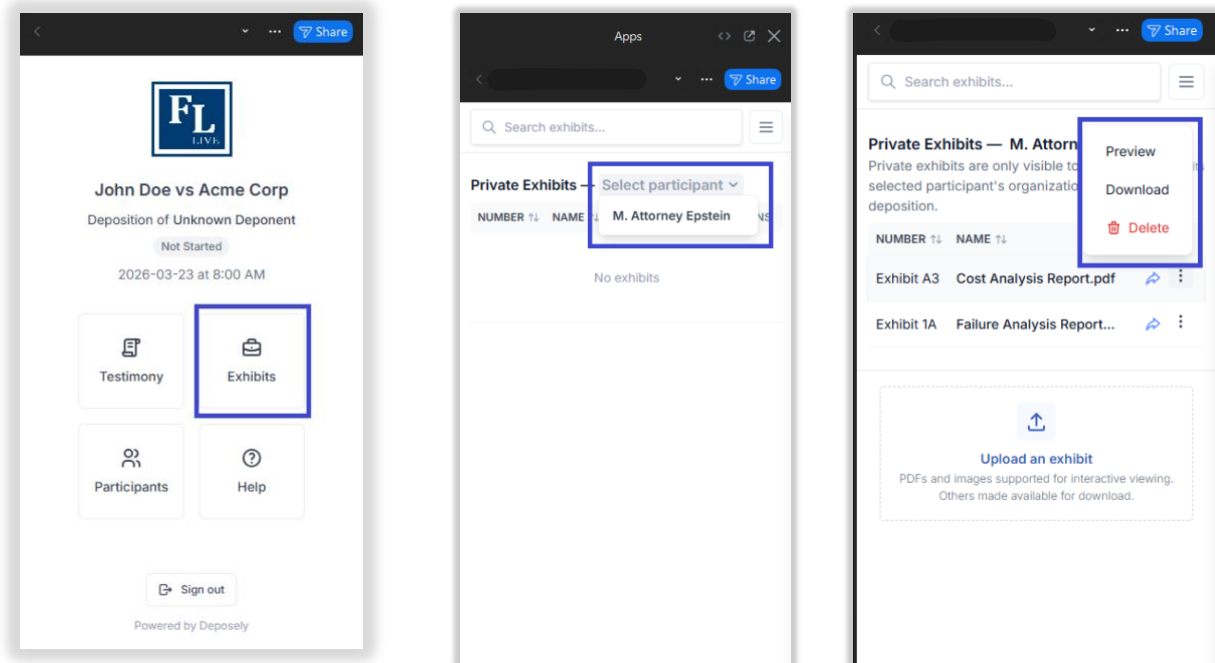 Share
FL
LIVE
John Doe vs Acme Corp
Deposition of Unknown Deponent
Not Started
2026-03-23 at 8:00 AM
Testimony
Exhibits
Participants
Help
Sign out
Powered by Deposely
Apps
Share
Search exhibits...
Private Exhibits — Select participant
NUMBER NAME NS
M. Attorney Epstein
No exhibits
Share
Search exhibits...
Private Exhibits — M. Attorn
Private exhibits are only visible to
selected participant's organizatio
deposition.
Preview
Download
Delete
NUMBER NAME
Exhibit A3 Cost Analysis Report.pdf
Exhibit 1A Failure Analysis Report...
Upload an exhibit
PDFs and images supported for interactive viewing.
Others made available for download.